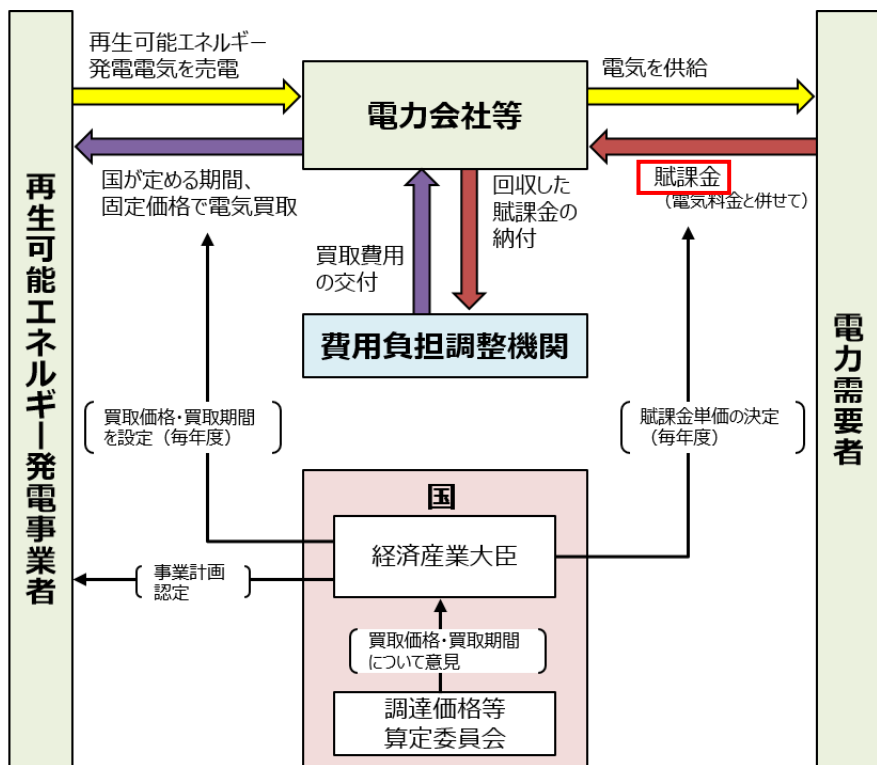 再生可能エネルギー
発電電気を売電
電気を供給
電力会社等
国が定める期間、
固定価格で電気買取
回収した
賦課金の
納付
賦課金
（電気料金と併せて）
買取費用
の交付
費用負担調整機関
再生可能エネルギー発電事業者
電力需要者
買取価格・買取期間
を設定（毎年度）
賦課金単価の決定
（毎年度）
国
経済産業大臣
事業計画
認定
買取価格・買取期間
について意見
調達価格等
算定委員会